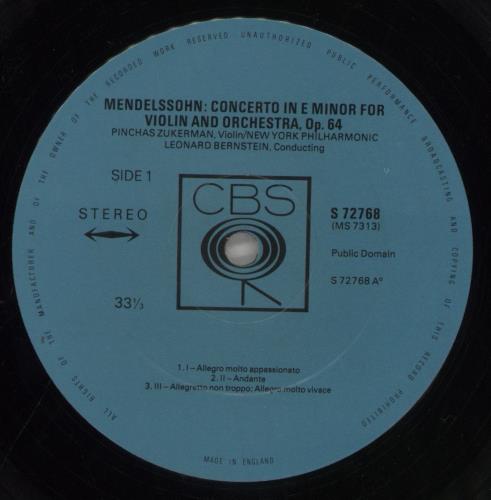 ALL RIGHTS OF THE MANUFACTURER AND OF THE OWNER OF THE RECORDED WORK RESERVED UNAUTHORIZED PUBLIC PERFORMANCE BROADCASTING AND COPYING OF THIS RECORD PROHIBITED
MENDELSSOHN: CONCERTO IN E MINOR FOR
VIOLIN AND ORCHESTRA, Op. 64
PINCHAS ZUKERMAN, Violin/NEW YORK PHILHARMONIC
LEONARD BERNSTEIN, Conducting
SIDE 1
CBS
STEREO
S 72768
(MS 7313)
Public Domain
S 72768 A°
33⅓
1. I – Allegro molto appassionato
2. II – Andante
3. III – Allegretto non troppo; Allegro molto vivace
MADE IN ENGLAND